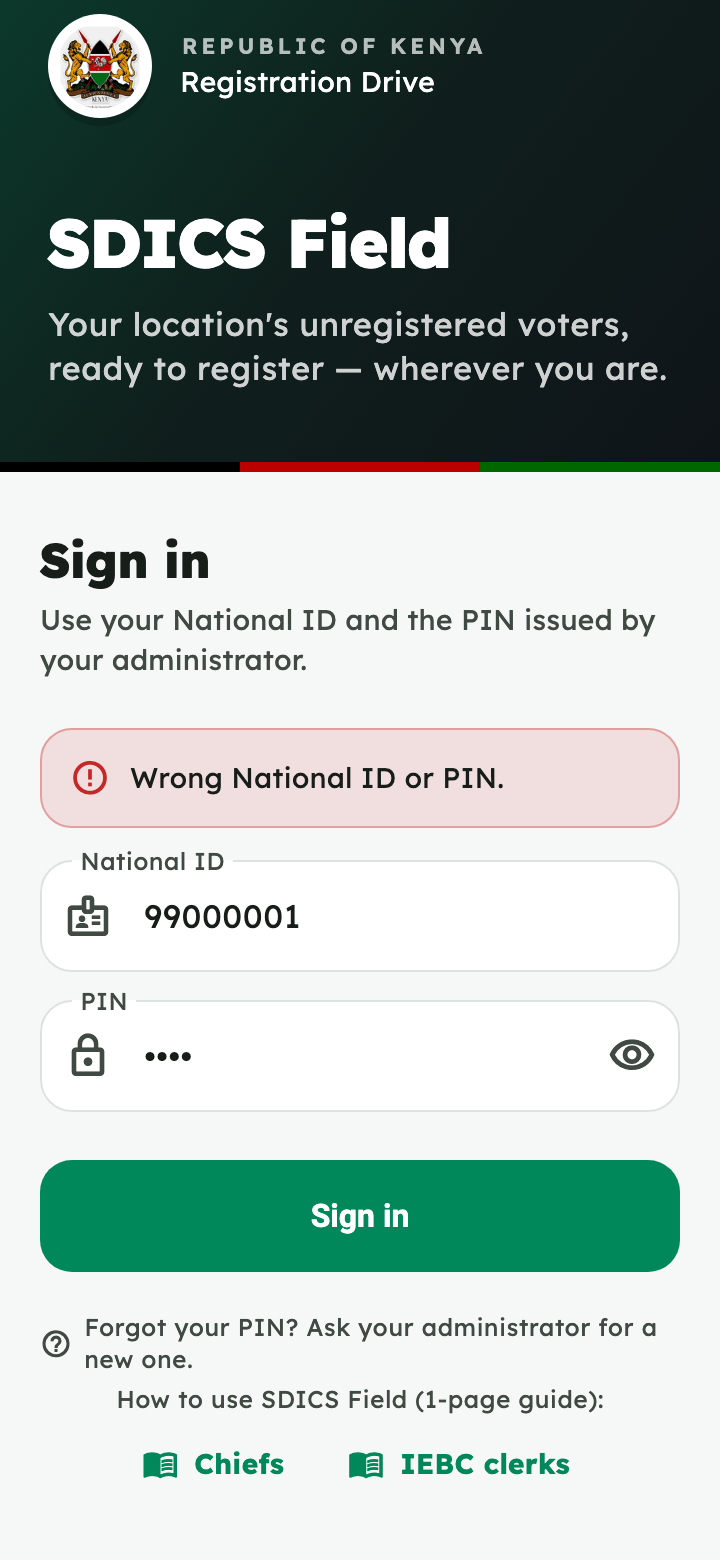 REPUBLIC OF KENYA
Registration Drive
SDICS Field
Your location's unregistered voters,
ready to register — wherever you are.
Sign in
Use your National ID and the PIN issued by
your administrator.
Wrong National ID or PIN.
National ID
99000001
PIN
••••
Sign in
Forgot your PIN? Ask your administrator for a
new one.
How to use SDICS Field (1-page guide):
Chiefs
IEBC clerks